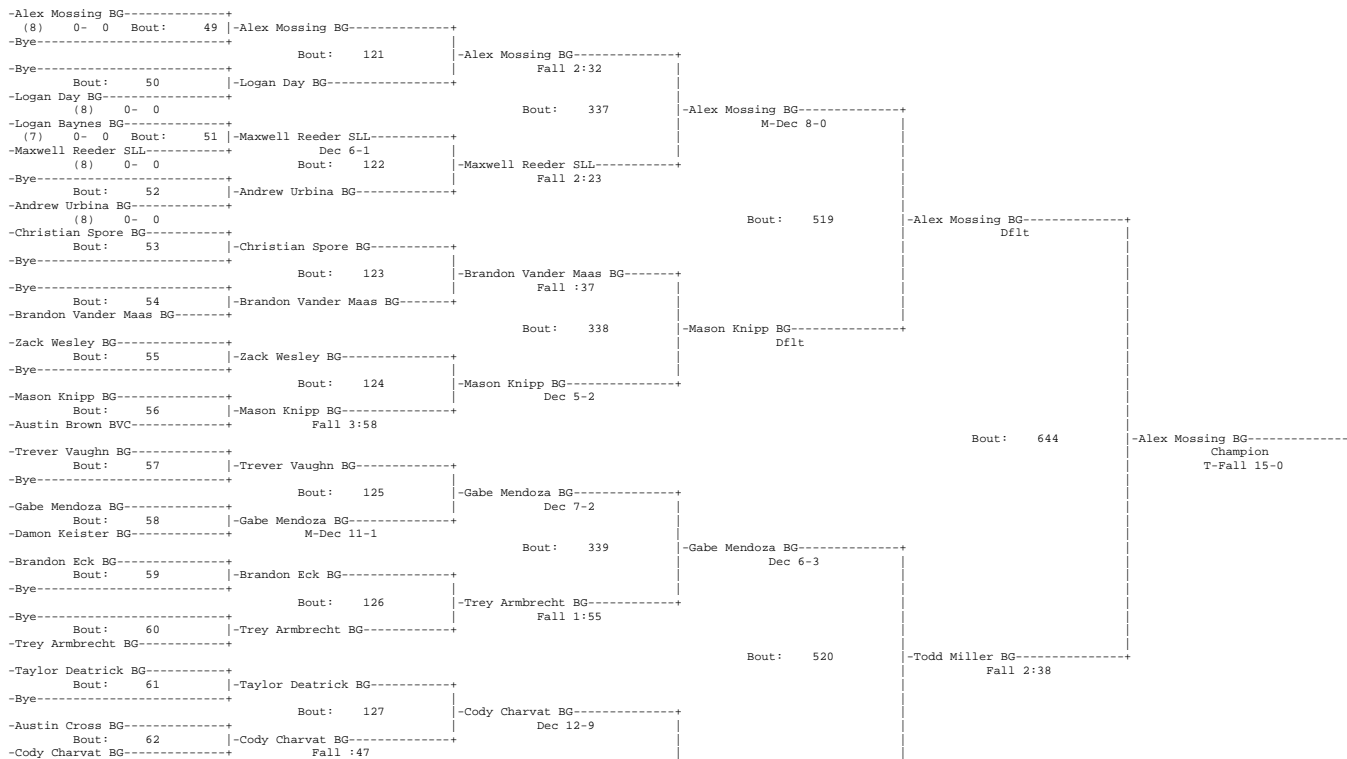 -Alex Mossing BG--------------+
(8) 0- 0 Bout: 49 |-Alex Mossing BG--------------+
-Bye--------------------------+ |
Bout: 121 |-Alex Mossing BG--------------+
-Bye--------------------------+ | Fall 2:32 |
Bout: 50 |-Logan Day BG-----------------+ |
-Logan Day BG-----------------+ |
(8) 0- 0 Bout: 337 |-Alex Mossing BG--------------+
-Logan Baynes BG--------------+ | M-Dec 8-0 |
(7) 0- 0 Bout: 51 |-Maxwell Reeder SLL-----------+ | |
-Maxwell Reeder SLL-----------+ Dec 6-1 | | |
(8) 0- 0 Bout: 122 |-Maxwell Reeder SLL-----------+ |
-Bye--------------------------+ | Fall 2:23 |
Bout: 52 |-Andrew Urbina BG-------------+ |
-Andrew Urbina BG-------------+ |
(8) 0- 0 Bout: 519 |-Alex Mossing BG--------------+
-Christian Spore BG-----------+ | Dflt |
Bout: 53 |-Christian Spore BG-----------+ | |
-Bye--------------------------+ | | |
Bout: 123 |-Brandon Vander Maas BG-------+ | |
-Bye--------------------------+ | Fall :37 | | |
Bout: 54 |-Brandon Vander Maas BG-------+ | | |
-Brandon Vander Maas BG-------+ | | |
Bout: 338 |-Mason Knipp BG---------------+ |
-Zack Wesley BG---------------+ | Dflt |
Bout: 55 |-Zack Wesley BG---------------+ | |
-Bye--------------------------+ | | |
Bout: 124 |-Mason Knipp BG---------------+ |
-Mason Knipp BG---------------+ | Dec 5-2 |
Bout: 56 |-Mason Knipp BG---------------+ |
-Austin Brown BVC-------------+ Fall 3:58 |
Bout: 644 |-Alex Mossing BG--------------
-Trever Vaughn BG-------------+ | Champion
Bout: 57 |-Trever Vaughn BG-------------+ | T-Fall 15-0
-Bye--------------------------+ | |
Bout: 125 |-Gabe Mendoza BG--------------+ |
-Gabe Mendoza BG--------------+ | Dec 7-2 | |
Bout: 58 |-Gabe Mendoza BG--------------+ | |
-Damon Keister BG-------------+ M-Dec 11-1 | |
Bout: 339 |-Gabe Mendoza BG--------------+ |
-Brandon Eck BG---------------+ | Dec 6-3 | |
Bout: 59 |-Brandon Eck BG---------------+ | | |
-Bye--------------------------+ | | | |
Bout: 126 |-Trey Armbrecht BG------------+ | |
-Bye--------------------------+ | Fall 1:55 | |
Bout: 60 |-Trey Armbrecht BG------------+ | |
-Trey Armbrecht BG------------+ | |
Bout: 520 |-Todd Miller BG---------------+
-Taylor Deatrick BG-----------+ | Fall 2:38
Bout: 61 |-Taylor Deatrick BG-----------+ |
-Bye--------------------------+ | |
Bout: 127 |-Cody Charvat BG--------------+ |
-Austin Cross BG--------------+ | Dec 12-9 | |
Bout: 62 |-Cody Charvat BG--------------+ | |
-Cody Charvat BG--------------+ Fall :47 | |